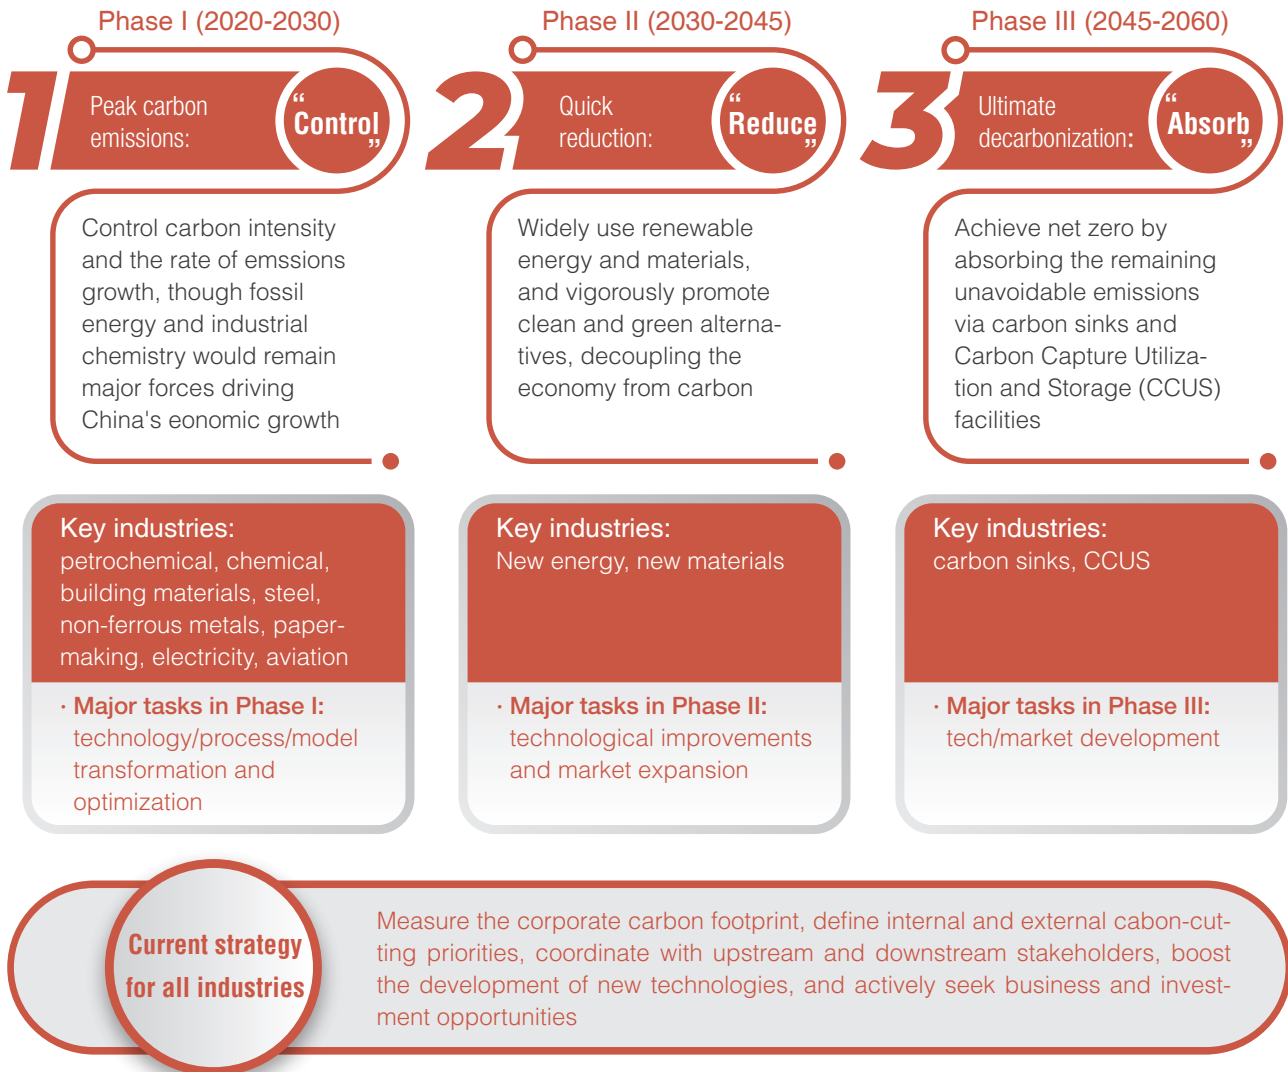 Phase I (2020-2030)
1
Peak carbon
emissions:
“Control”
Control carbon intensity
and the rate of emssions
growth, though fossil
energy and industrial
chemistry would remain
major forces driving
China's eonomic growth
Key industries:
petrochemical, chemical,
building materials, steel,
non-ferrous metals, paper-
making, electricity, aviation
· Major tasks in Phase I:
technology/process/model
transformation and
optimization
Phase II (2030-2045)
2
Quick
reduction:
“Reduce”
Widely use renewable
energy and materials,
and vigorously promote
clean and green alterna-
tives, decoupling the
economy from carbon
Key industries:
New energy, new materials
· Major tasks in Phase II:
technological improvements
and market expansion
Phase III (2045-2060)
3
Ultimate
decarbonization:
“Absorb”
Achieve net zero by
absorbing the remaining
unavoidable emissions
via carbon sinks and
Carbon Capture Utiliza-
tion and Storage (CCUS)
facilities
Key industries:
carbon sinks, CCUS
· Major tasks in Phase III:
tech/market development
Current strategy
for all industries
Measure the corporate carbon footprint, define internal and external cabon-cut-
ting priorities, coordinate with upstream and downstream stakeholders, boost
the development of new technologies, and actively seek business and invest-
ment opportunities